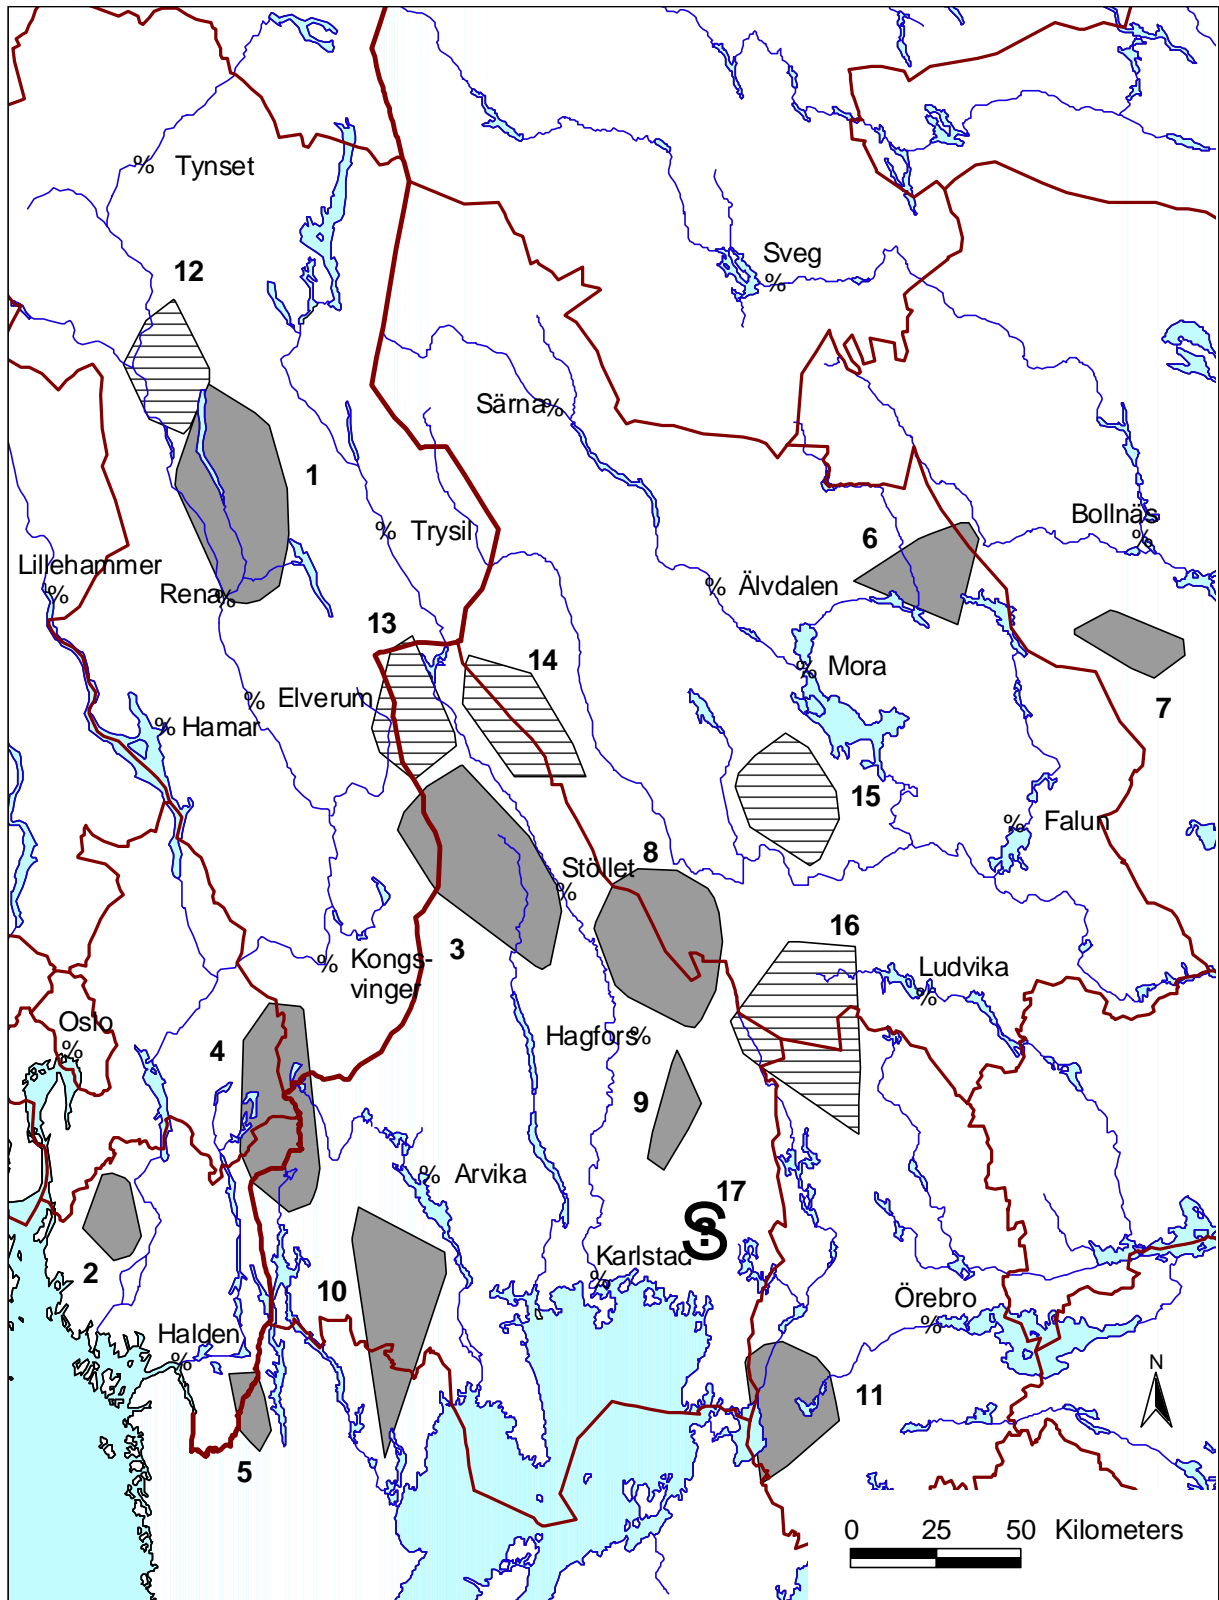 % Tynset
12
Sveg
%
Särna%
1
% Trysil
Bollnäs
%
6
Lillehammer
%
Rena%
% Älvdalen
13
14
% Mora
% Elverum
7
% Hamar
15
% Falun
8
Stöllet
%
16
3
% Kongs-
vinger
Ludvika
%
Oslo
%
4
Hagfors%
9
% Arvika
17
S
2
Karlstad
%
10
Örebro
%
Halden
%
11
N
5
0 25 50 Kilometers